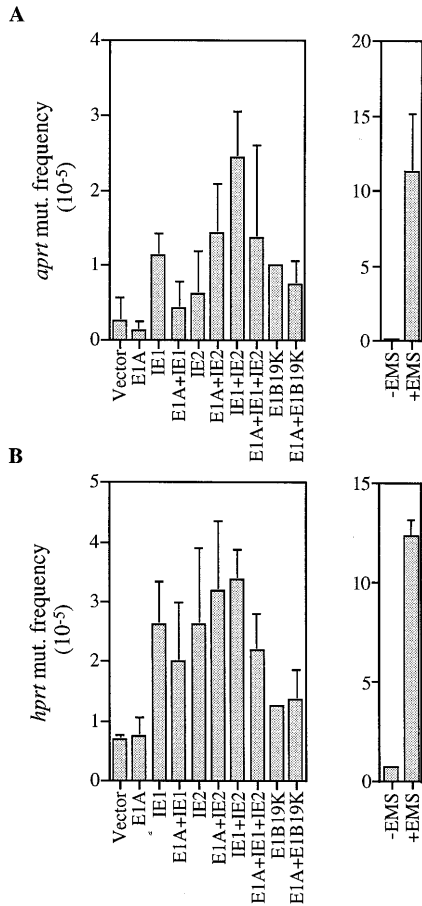 A
aprt mut. frequency
(10-5)
4
3
2
1
0
Vector
E1A
IE1
E1A+IE1
IE2
E1A+IE2
IE1+IE2
E1A+IE1+IE2
E1B19K
E1A+E1B19K
20
15
10
5
0
-EMS
+EMS
B
hprt mut. frequency
(10-5)
5
4
3
2
1
0
Vector
E1A
IE1
E1A+IE1
IE2
E1A+IE2
IE1+IE2
E1A+IE1+IE2
E1B19K
E1A+E1B19K
15
10
5
0
-EMS
+EMS